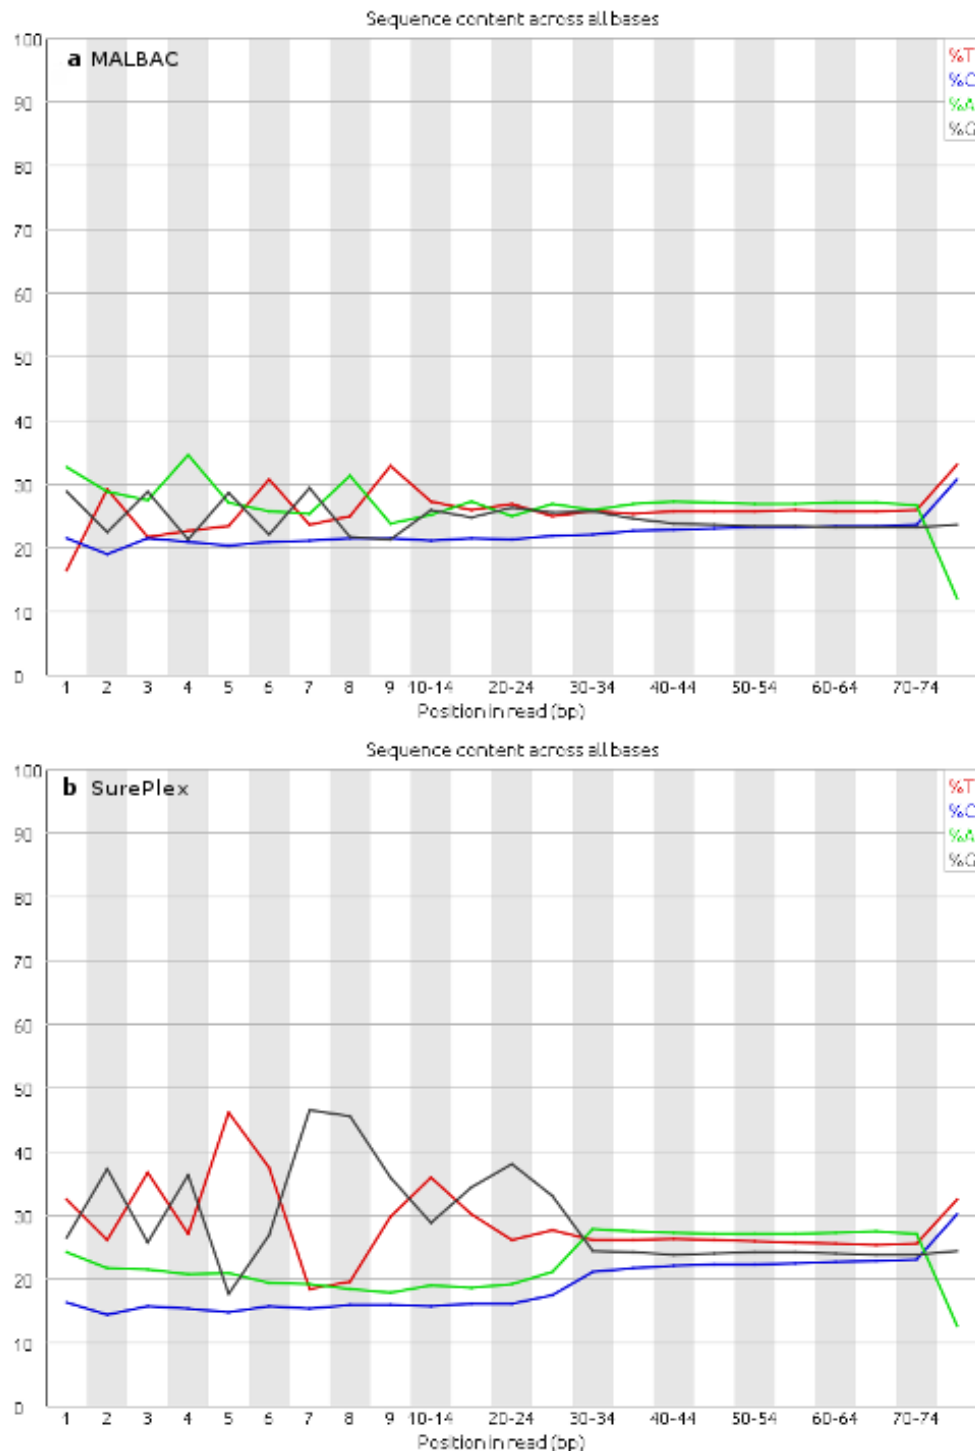 Sequence content across all bases
a MALBAC
%T
%C
%A
%G
100
90
80
70
60
50
40
30
20
10
0
1 2 3 4 5 6 7 8 9 10-14 20-24 30-34 40-44 50-54 60-64 70-74
Position in read (bp)
Sequence content across all bases
b SurePlex
%T
%C
%A
%G
100
90
80
70
60
50
40
30
20
10
0
1 2 3 4 5 6 7 8 9 10-14 20-24 30-34 40-44 50-54 60-64 70-74
Position in read (bp)